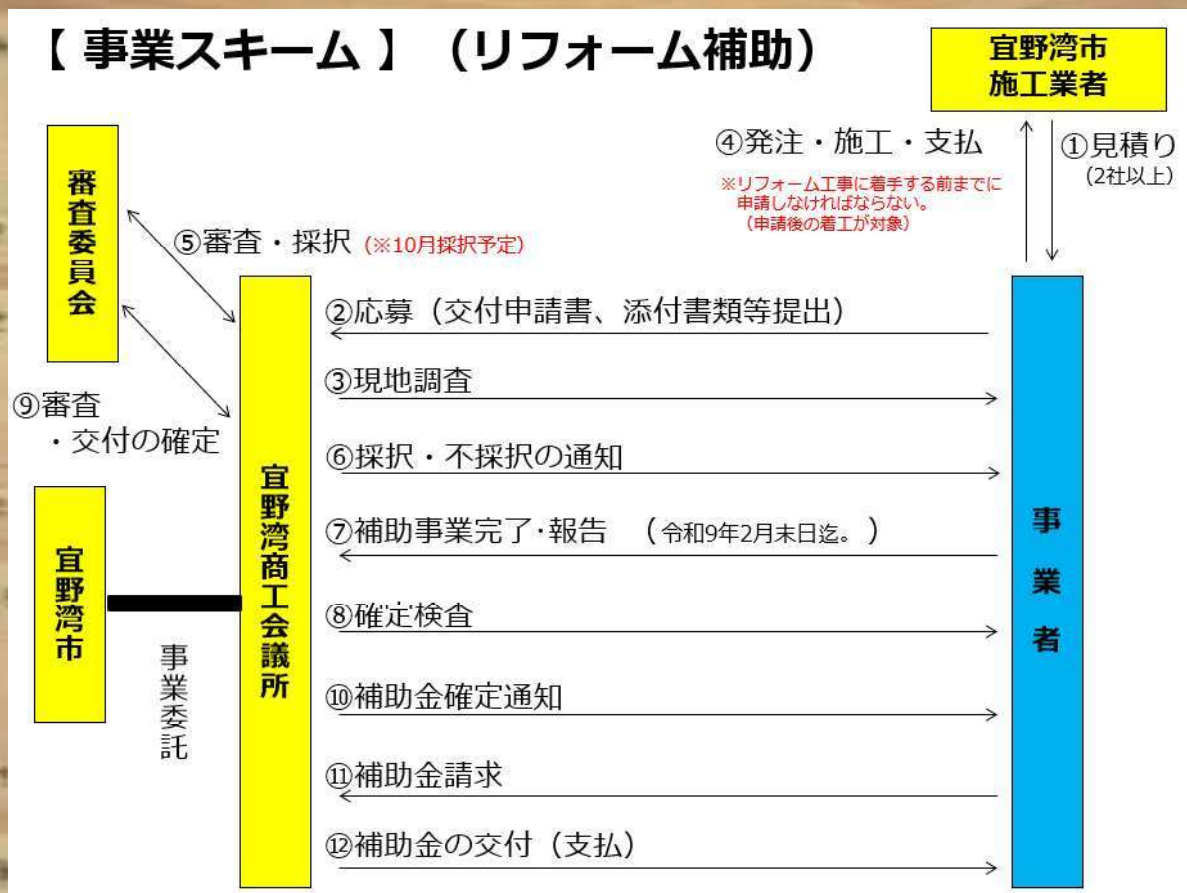 【 事業スキーム 】（リフォーム補助）
宜野湾市
施工業者
④発注・施工・支払
※リフォーム工事に着手する前までに
申請しなければならない。
（申請後の着工が対象）
①見積り
(2社以上)
審査委員会
⑤審査・採択（※10月採択予定）
②応募（交付申請書、添付書類等提出）
③現地調査
⑨審査
・交付の確定
⑥採択・不採択の通知
宜野湾商工会議所
⑦補助事業完了･報告　（令和9年2月末日迄。）
事業者
宜野湾市
⑧確定検査
事業委託
⑩補助金確定通知
⑪補助金請求
⑫補助金の交付（支払）